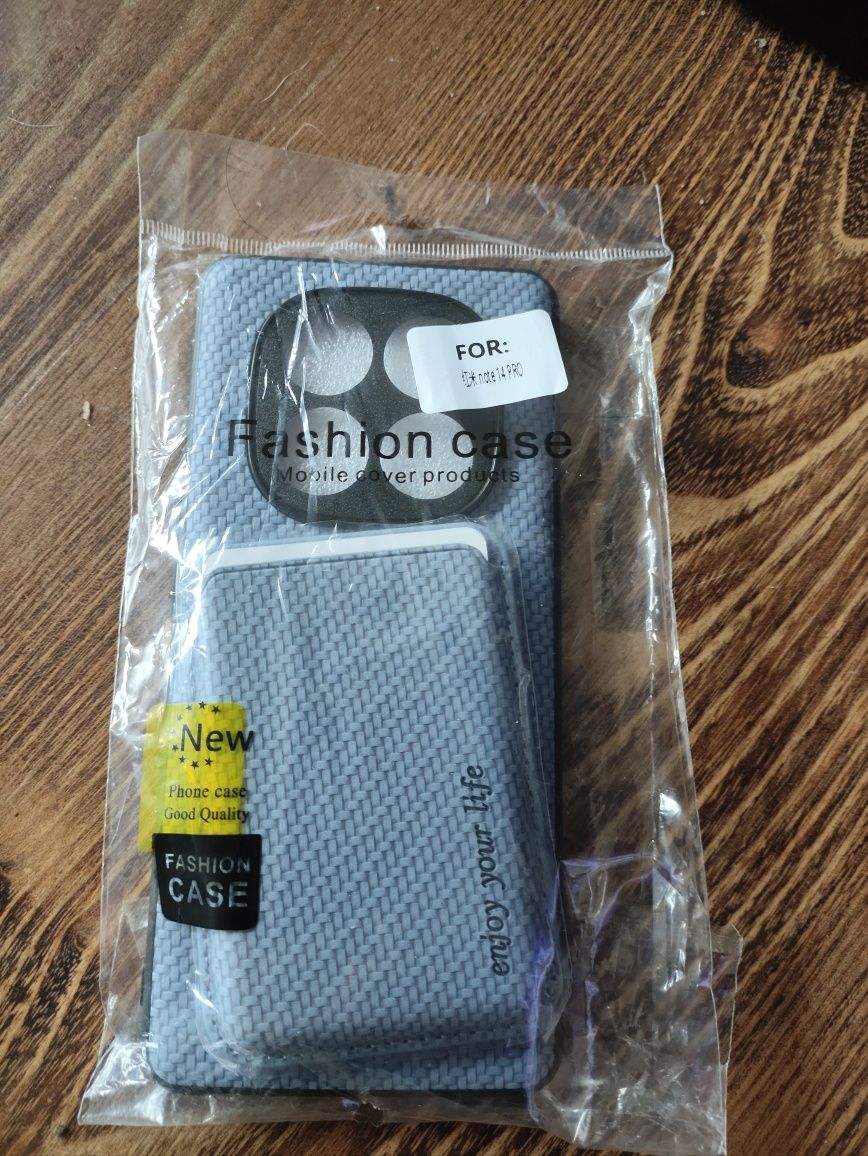 FOR:
红米 note 14 PRO
Fashion case
Mobile cover products
New
Phone case
Good Quality
FASHION
CASE
enjoy your life